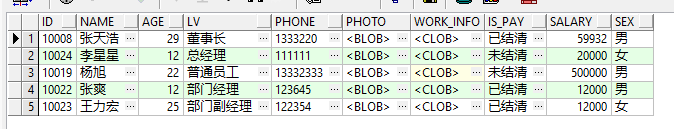 ID NAME AGE LV PHONE PHOTO WORK_INFO IS_PAY SALARY SEX
1 10008 张天浩 ··· 29 董事长 ··· 1333220 ··· <BLOB> ··· <CLOB> ··· 已结清 ··· 59932 男 ···
2 10024 李星星 ··· 12 总经理 ··· 111111 ··· <BLOB> ··· <CLOB> ··· 未结清 ··· 20000 女 ···
3 10019 杨旭 ··· 22 普通员工 ··· 13332333 ··· <BLOB> ··· <CLOB> ··· 未结清 ··· 500000 男 ···
4 10022 张爽 ··· 12 部门经理 ··· 123645 ··· <BLOB> ··· <CLOB> ··· 已结清 ··· 12000 男 ···
5 10023 王力宏 ··· 25 部门副经理 ··· 122354 ··· <BLOB> ··· <CLOB> ··· 已结清 ··· 12000 女 ···